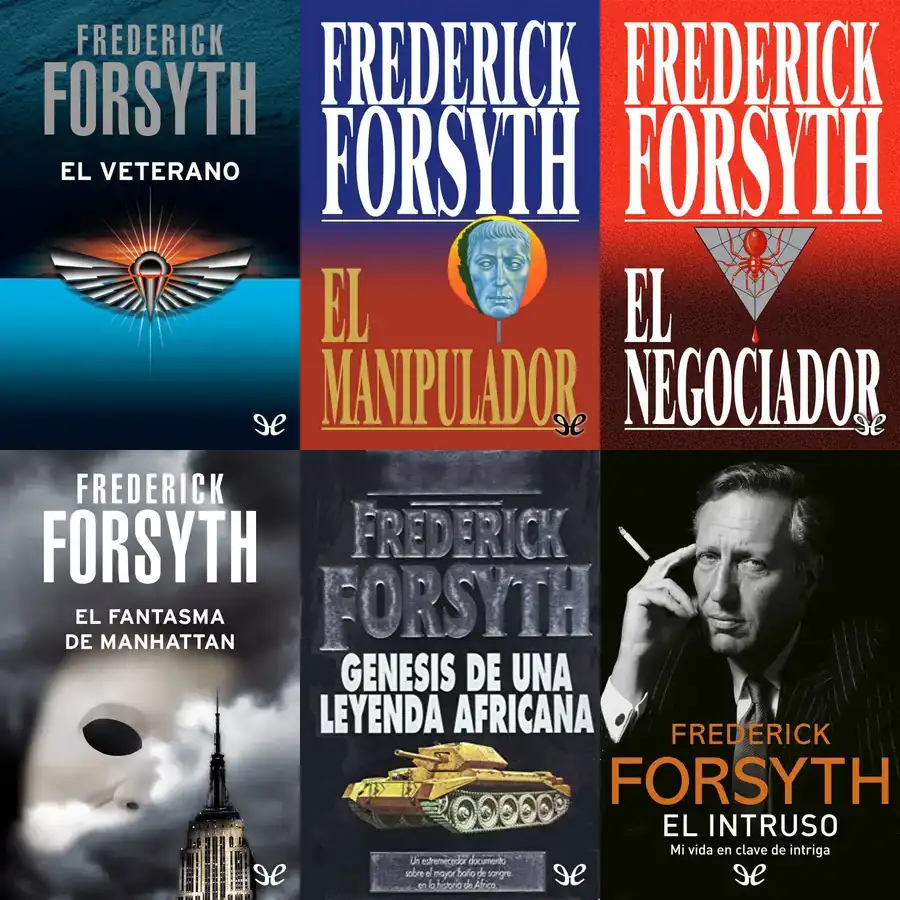 FREDERICK
FORSYTH
EL VETERANO
FREDERICK
FORSYTH
EL
MANIPULADOR
FREDERICK
FORSYTH
EL
NEGOCIADOR
FREDERICK
FORSYTH
EL FANTASMA
DE MANHATTAN
FREDERICK
FORSYTH
GENESIS DE UNA
LEYENDA AFRICANA
Un estremecedor documento
sobre el mayor baño de sangre
en la historia de África.
FREDERICK
FORSYTH
EL INTRUSO
Mi vida en clave de intriga